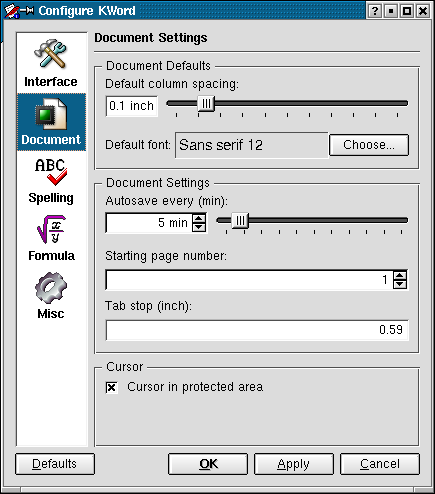 Configure KWord
Interface
Document
ABC
Spelling
x
y
Formula
Misc
Document Settings
Document Defaults
Default column spacing:
0.1 inch
Default font: Sans serif 12 Choose...
Document Settings
Autosave every (min):
5 min
Starting page number:
1
Tab stop (inch):
0.59
Cursor
Cursor in protected area
Defaults OK Apply Cancel